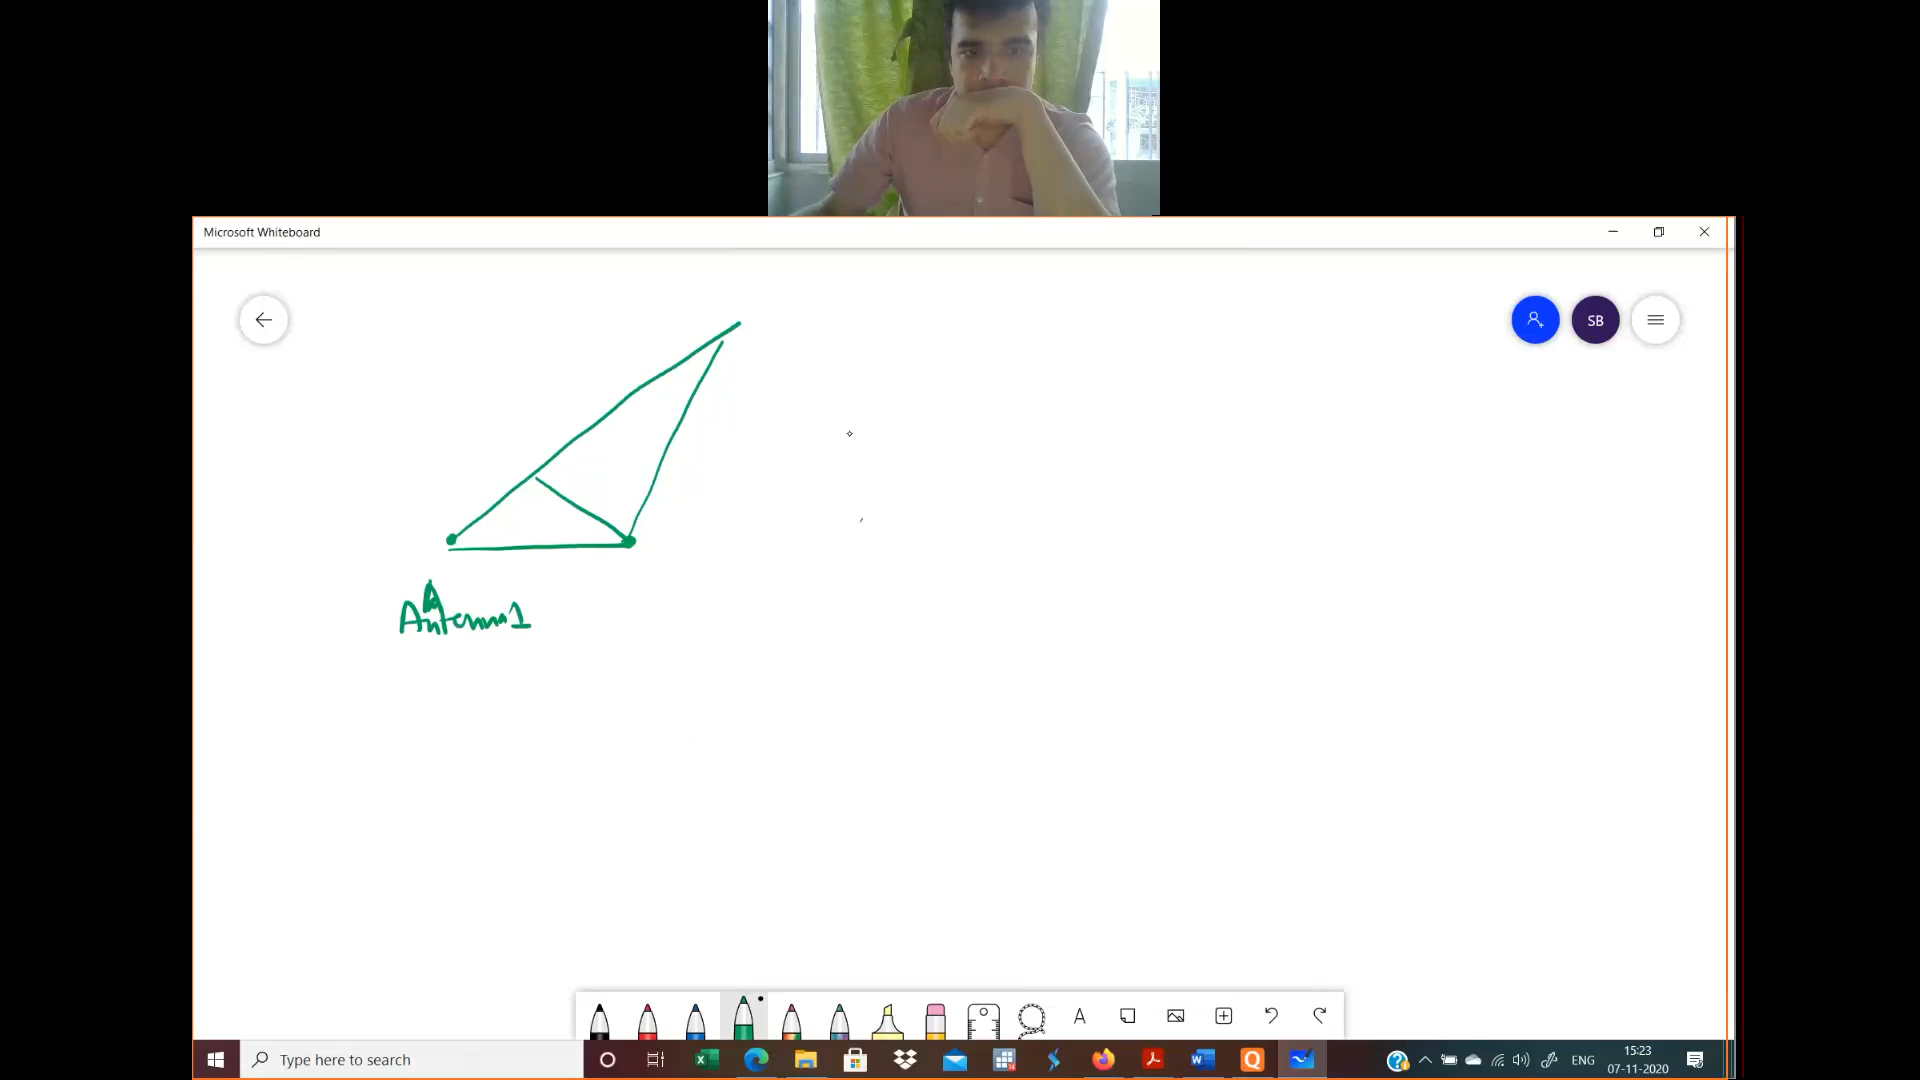 Microsoft Whiteboard
SB
A
Antenna 1
A
Type here to search
ENG
15:23
07-11-2020